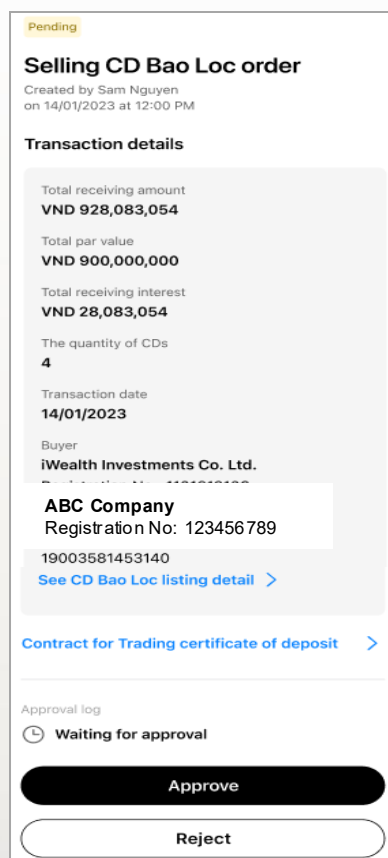 Pending
Selling CD Bao Loc order
Created by Sam Nguyen
on 14/01/2023 at 12:00 PM
Transaction details
Total receiving amount
VND 928,083,054
Total par value
VND 900,000,000
Total receiving interest
VND 28,083,054
The quantity of CDs
4
Transaction date
14/01/2023
Buyer
iWealth Investments Co. Ltd.
ABC Company
Registration No: 123456789
19003581453140
See CD Bao Loc listing detail
Contract for Trading certificate of deposit
Approval log
Waiting for approval
Approve
Reject